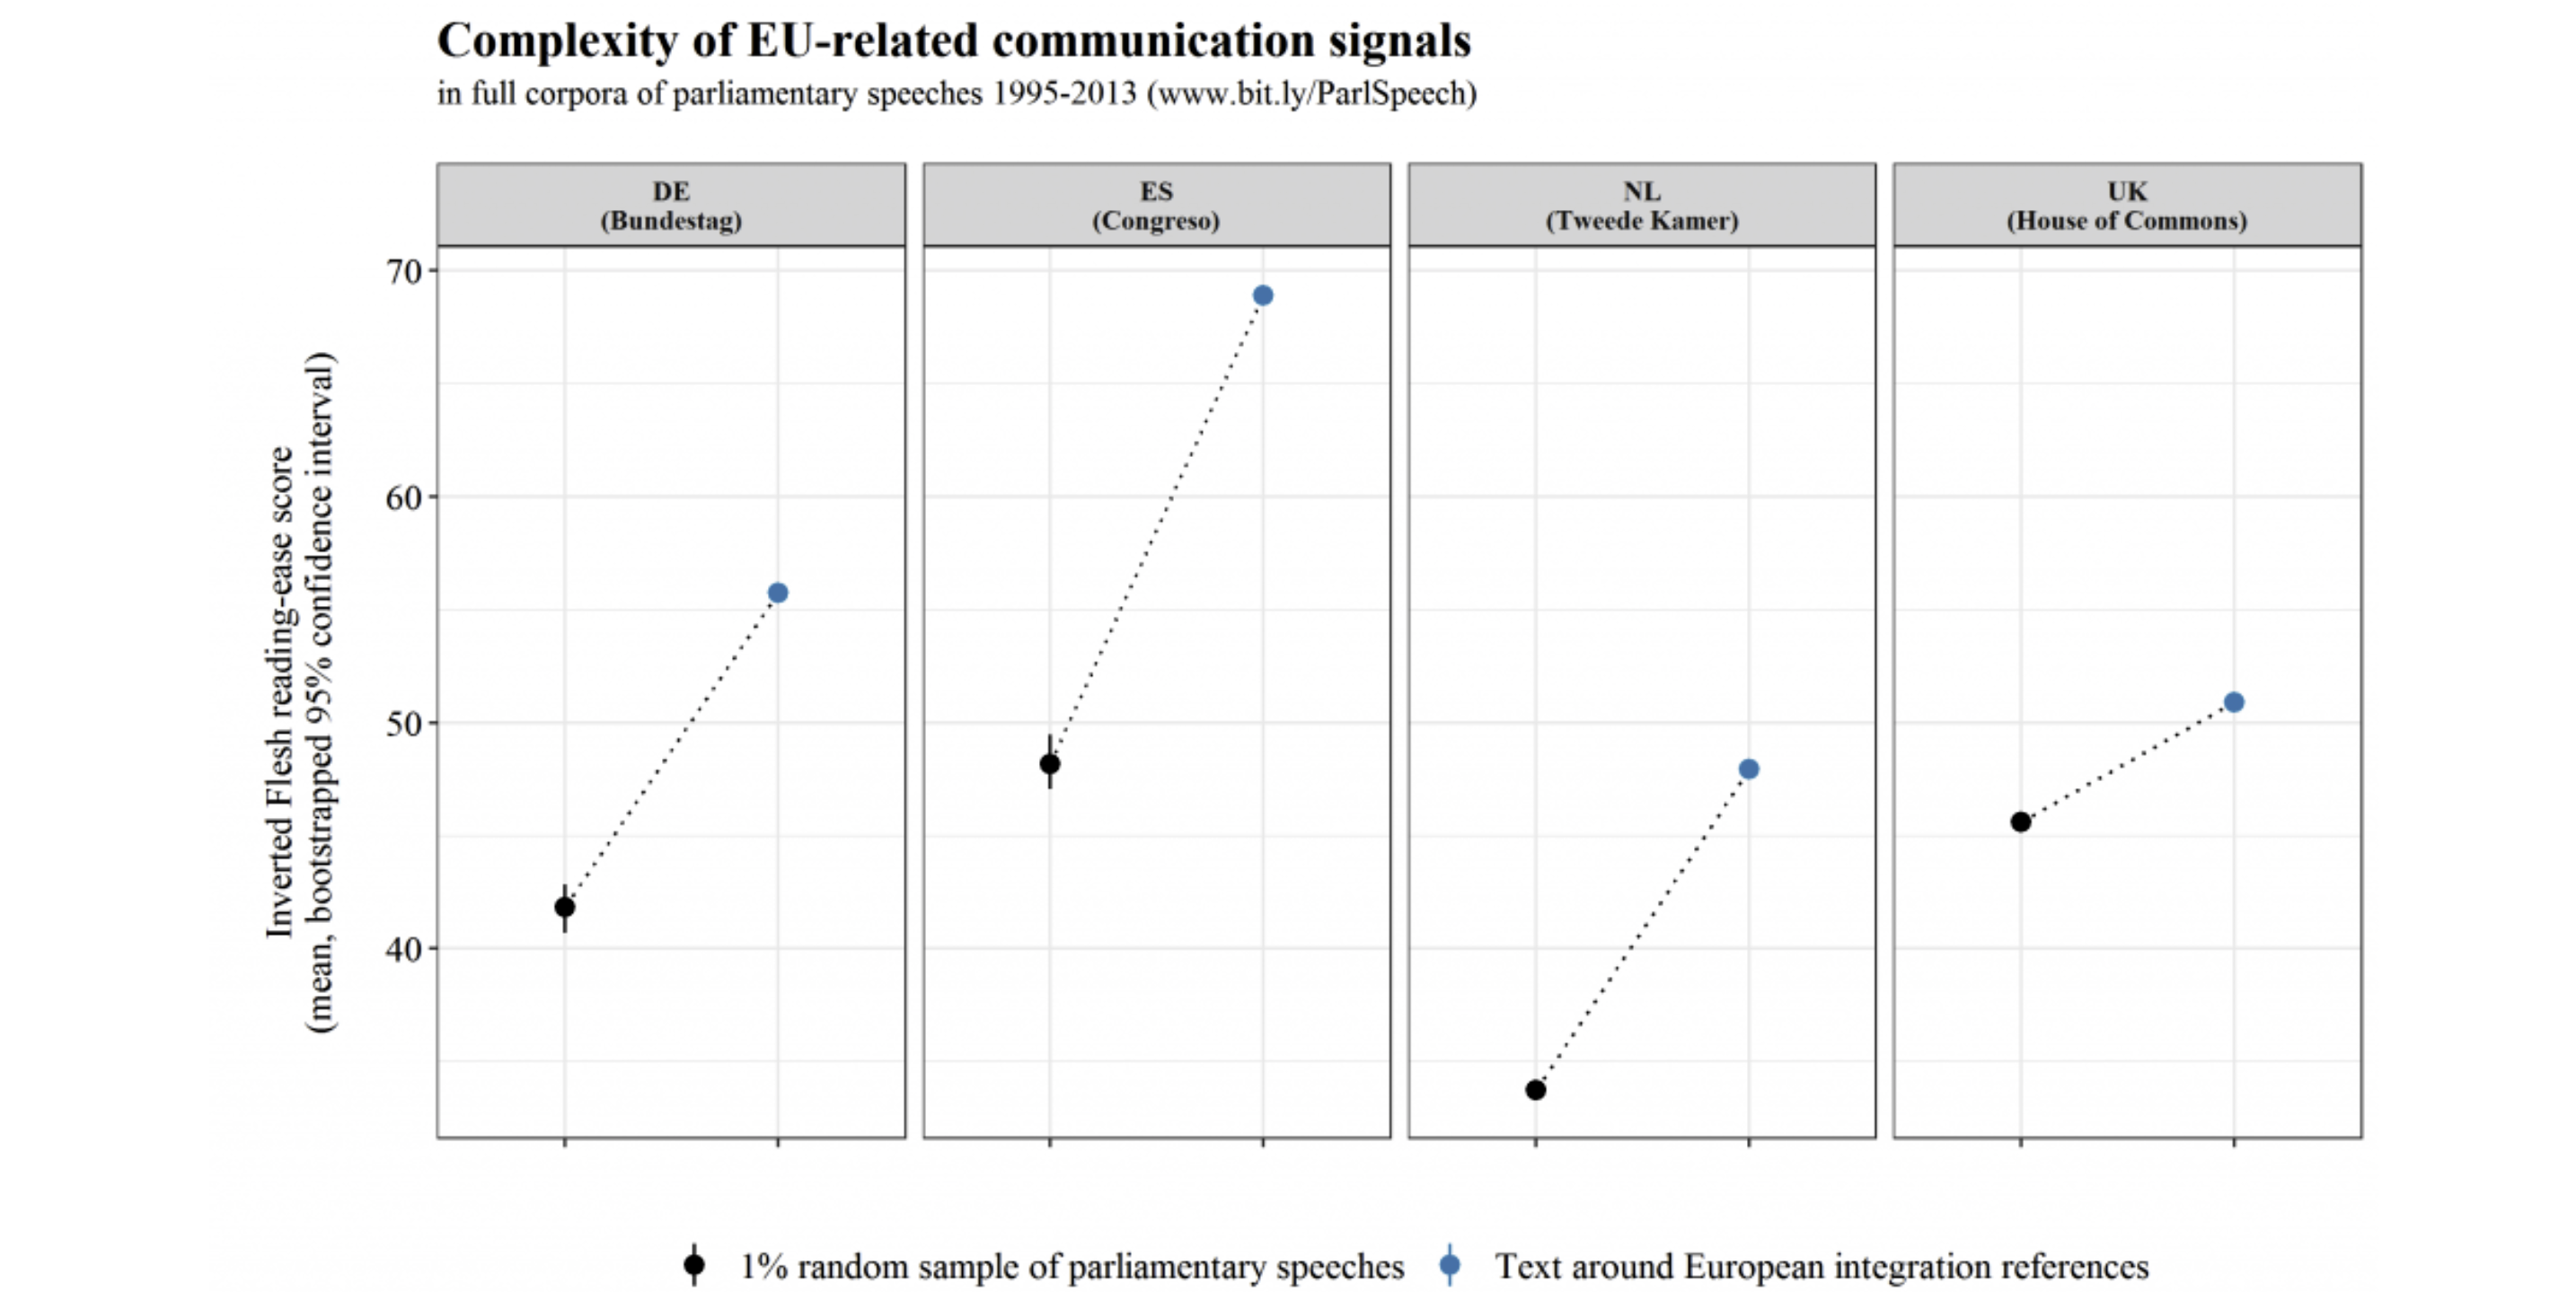 Complexity of EU-related communication signals
in full corpora of parliamentary speeches 1995-2013 (www.bit.ly/ParlSpeech)
DE
(Bundestag)
ES
(Congreso)
NL
(Tweede Kamer)
UK
(House of Commons)
Inverted Flesh reading-ease score
(mean, bootstrapped 95% confidence interval)
70
60
50
40
1% random sample of parliamentary speeches
Text around European integration references